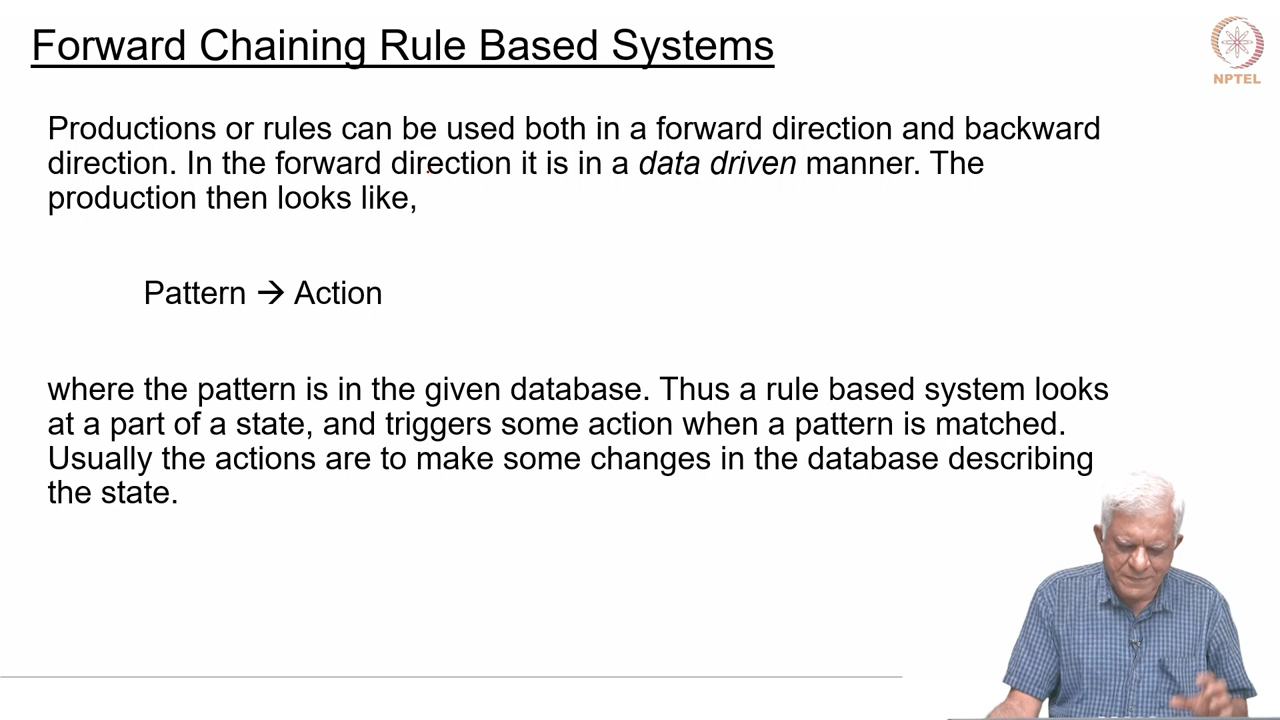 Forward Chaining Rule Based Systems
NPTEL
Productions or rules can be used both in a forward direction and backward
direction. In the forward direction it is in a data driven manner. The
production then looks like,
Pattern → Action
where the pattern is in the given database. Thus a rule based system looks
at a part of a state, and triggers some action when a pattern is matched.
Usually the actions are to make some changes in the database describing
the state.